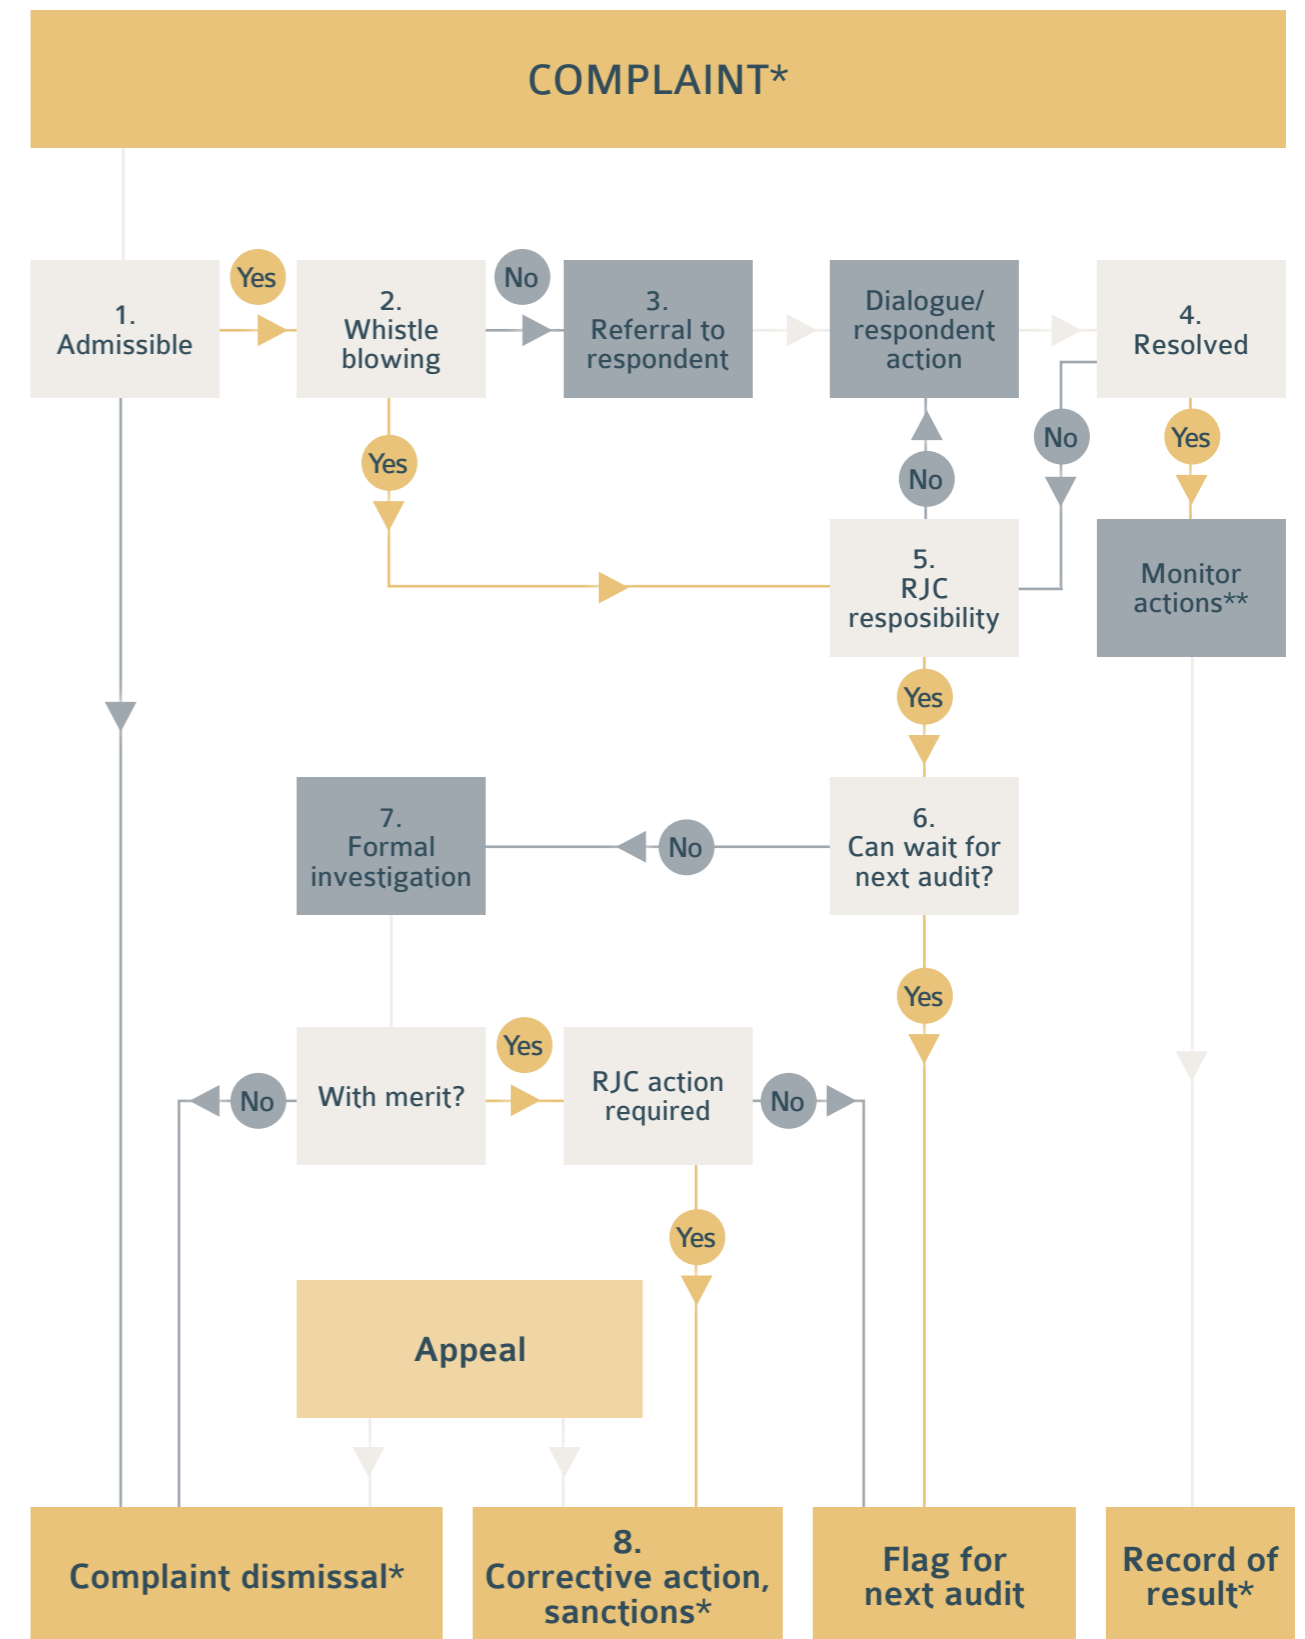 COMPLAINT*
1.
Admissible
Yes
2.
Whistle
blowing
No
3.
Referral to
respondent
Dialogue/
respondent
action
4.
Resolved
Yes
No
No
Yes
5.
RJC
resposibility
Monitor
actions**
Yes
7.
Formal
investigation
No
6.
Can wait for
next audit?
Yes
No
With merit?
Yes
RJC action
required
No
Yes
Appeal
Complaint dismissal*
8.
Corrective action,
sanctions*
Flag for
next audit
Record of
result*